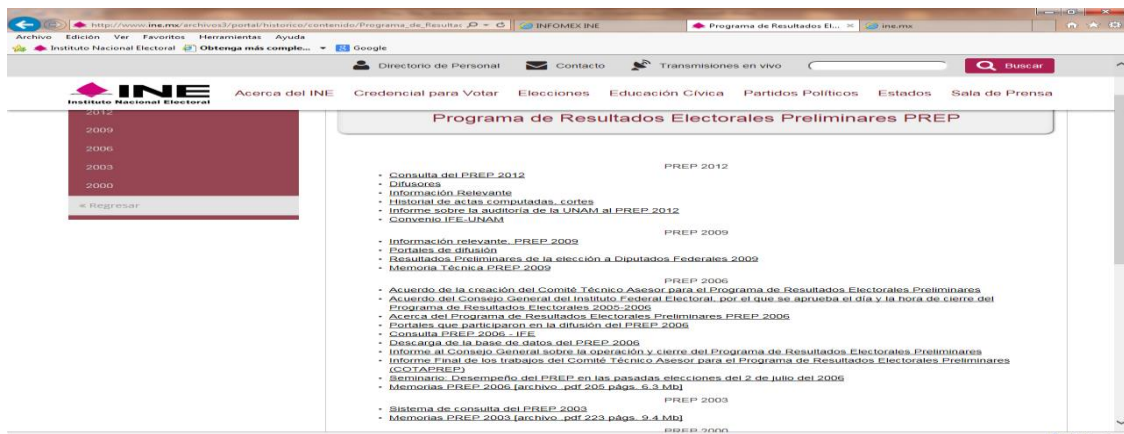 http://www.ine.mx/archivos3/portal/historico/contenido/Programa_de_Resultac
INFOMEX INE
Programa de Resultados El...
ine.mx
Archivo Edición Ver Favoritos Herramientas Ayuda
Instituto Nacional Electoral
Obtenga más comple...
Google
Directorio de Personal
Contacto
Transmisiones en vivo
Buscar
INE
Instituto Nacional Electoral
Acerca del INE
Credencial para Votar
Elecciones
Educación Cívica
Partidos Políticos
Estados
Sala de Prensa
2012
2009
2006
2003
2000
« Regresar
Programa de Resultados Electorales Preliminares PREP
PREP 2012
- Consulta del PREP 2012
- Difusores
- Información Relevante
- Historial de actas computadas, cortes
- Informe sobre la auditoría de la UNAM al PREP 2012
- Convenio IFE-UNAM
PREP 2009
- Información relevante. PREP 2009
- Portales de difusión
- Resultados Preliminares de la elección a Diputados Federales 2009
- Memoria Técnica PREP 2009
PREP 2006
- Acuerdo de la creación del Comité Técnico Asesor para el Programa de Resultados Electorales Preliminares
- Acuerdo del Consejo General del Instituto Federal Electoral, por el que se aprueba el día y la hora de cierre del
Programa de Resultados Electorales 2005-2006
- Acerca del Programa de Resultados Electorales Preliminares PREP 2006
- Portales que participaron en la difusión del PREP 2006
- Consulta PREP 2006 - IFE
- Descarga de la base de datos del PREP 2006
- Informe al Consejo General sobre la operación y cierre del Programa de Resultados Electorales Preliminares
- Informe Final de los trabajos del Comité Técnico Asesor para el Programa de Resultados Electorales Preliminares
(COTAPREP)
- Seminario: Desempeño del PREP en las pasadas elecciones del 2 de julio del 2006
- Memorias PREP 2006 [archivo .pdf 205 págs. 6.3 Mb]
PREP 2003
- Sistema de consulta del PREP 2003
- Memorias PREP 2003 [archivo .pdf 223 págs. 9.4 Mb]
PREP 2000